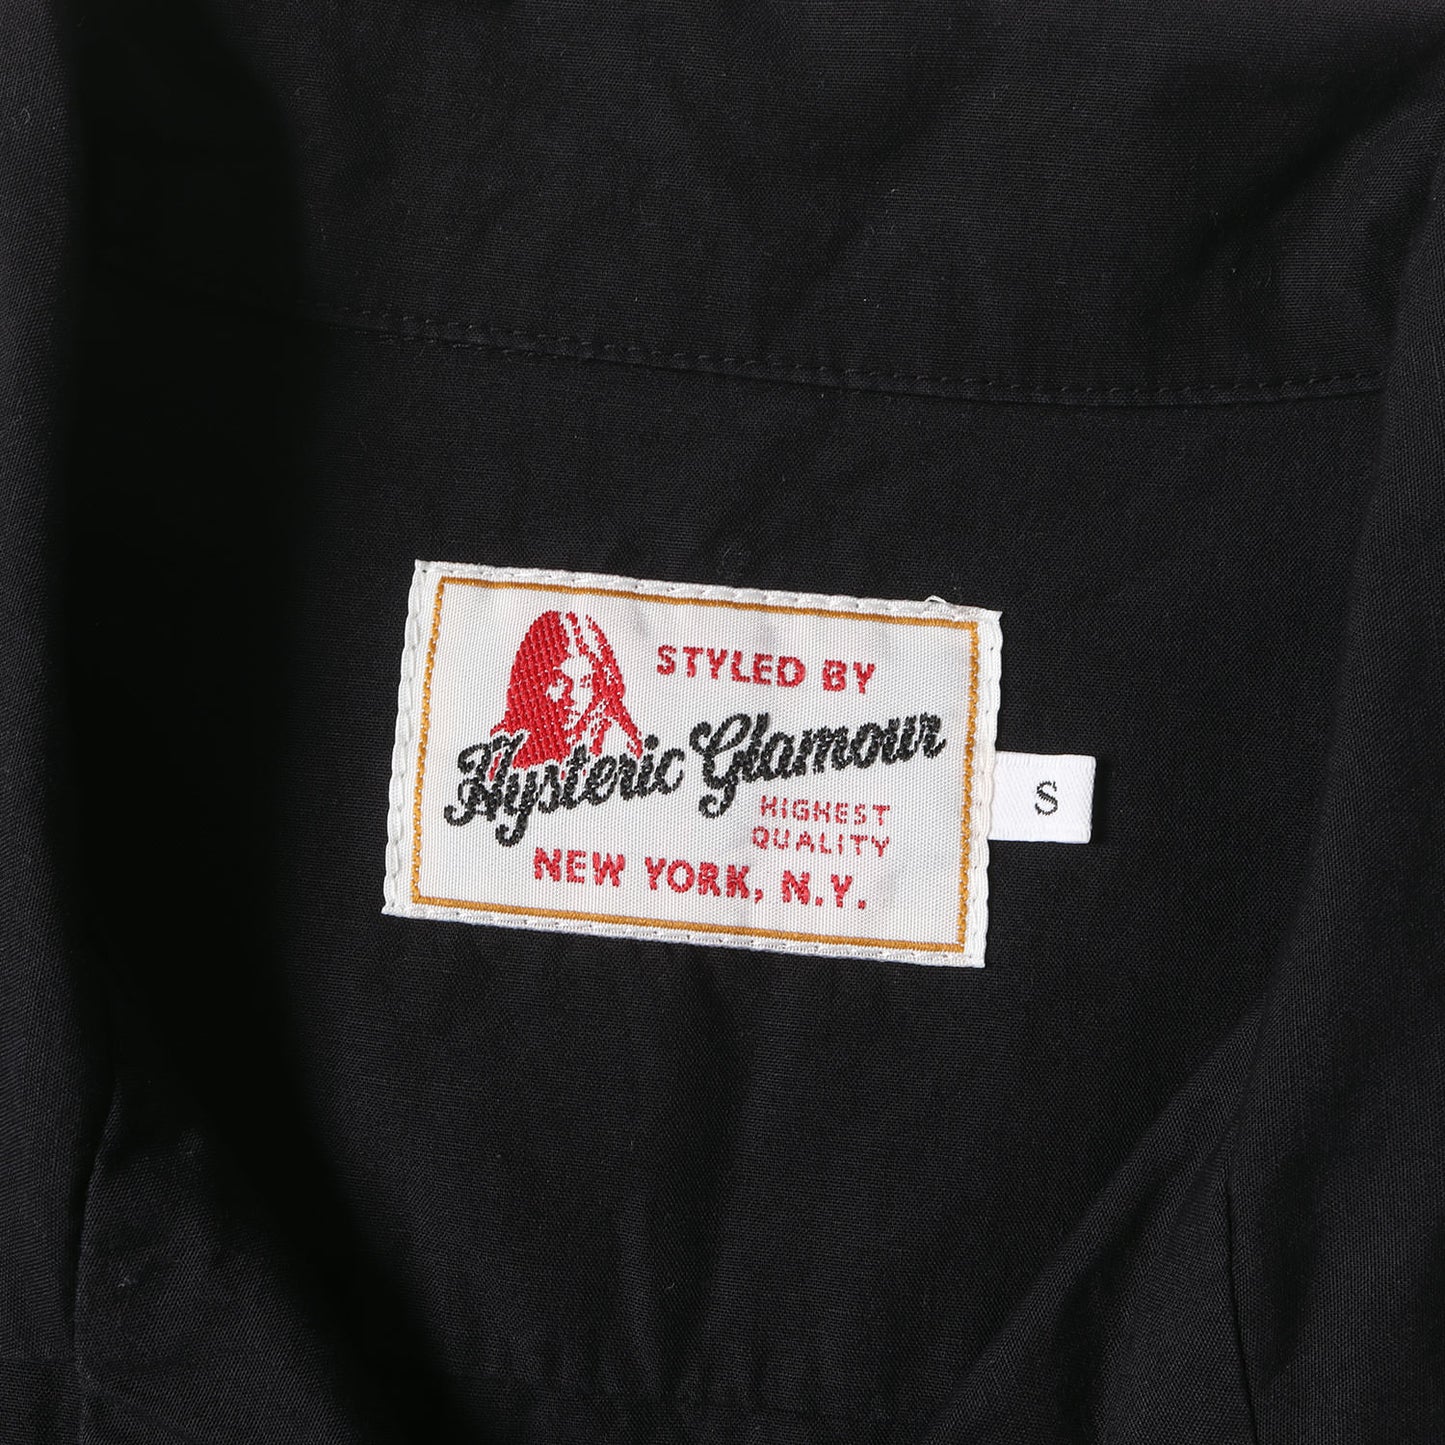 STYLED BY
Hysteric Glamour
HIGHEST
QUALITY
NEW YORK, N.Y.
S